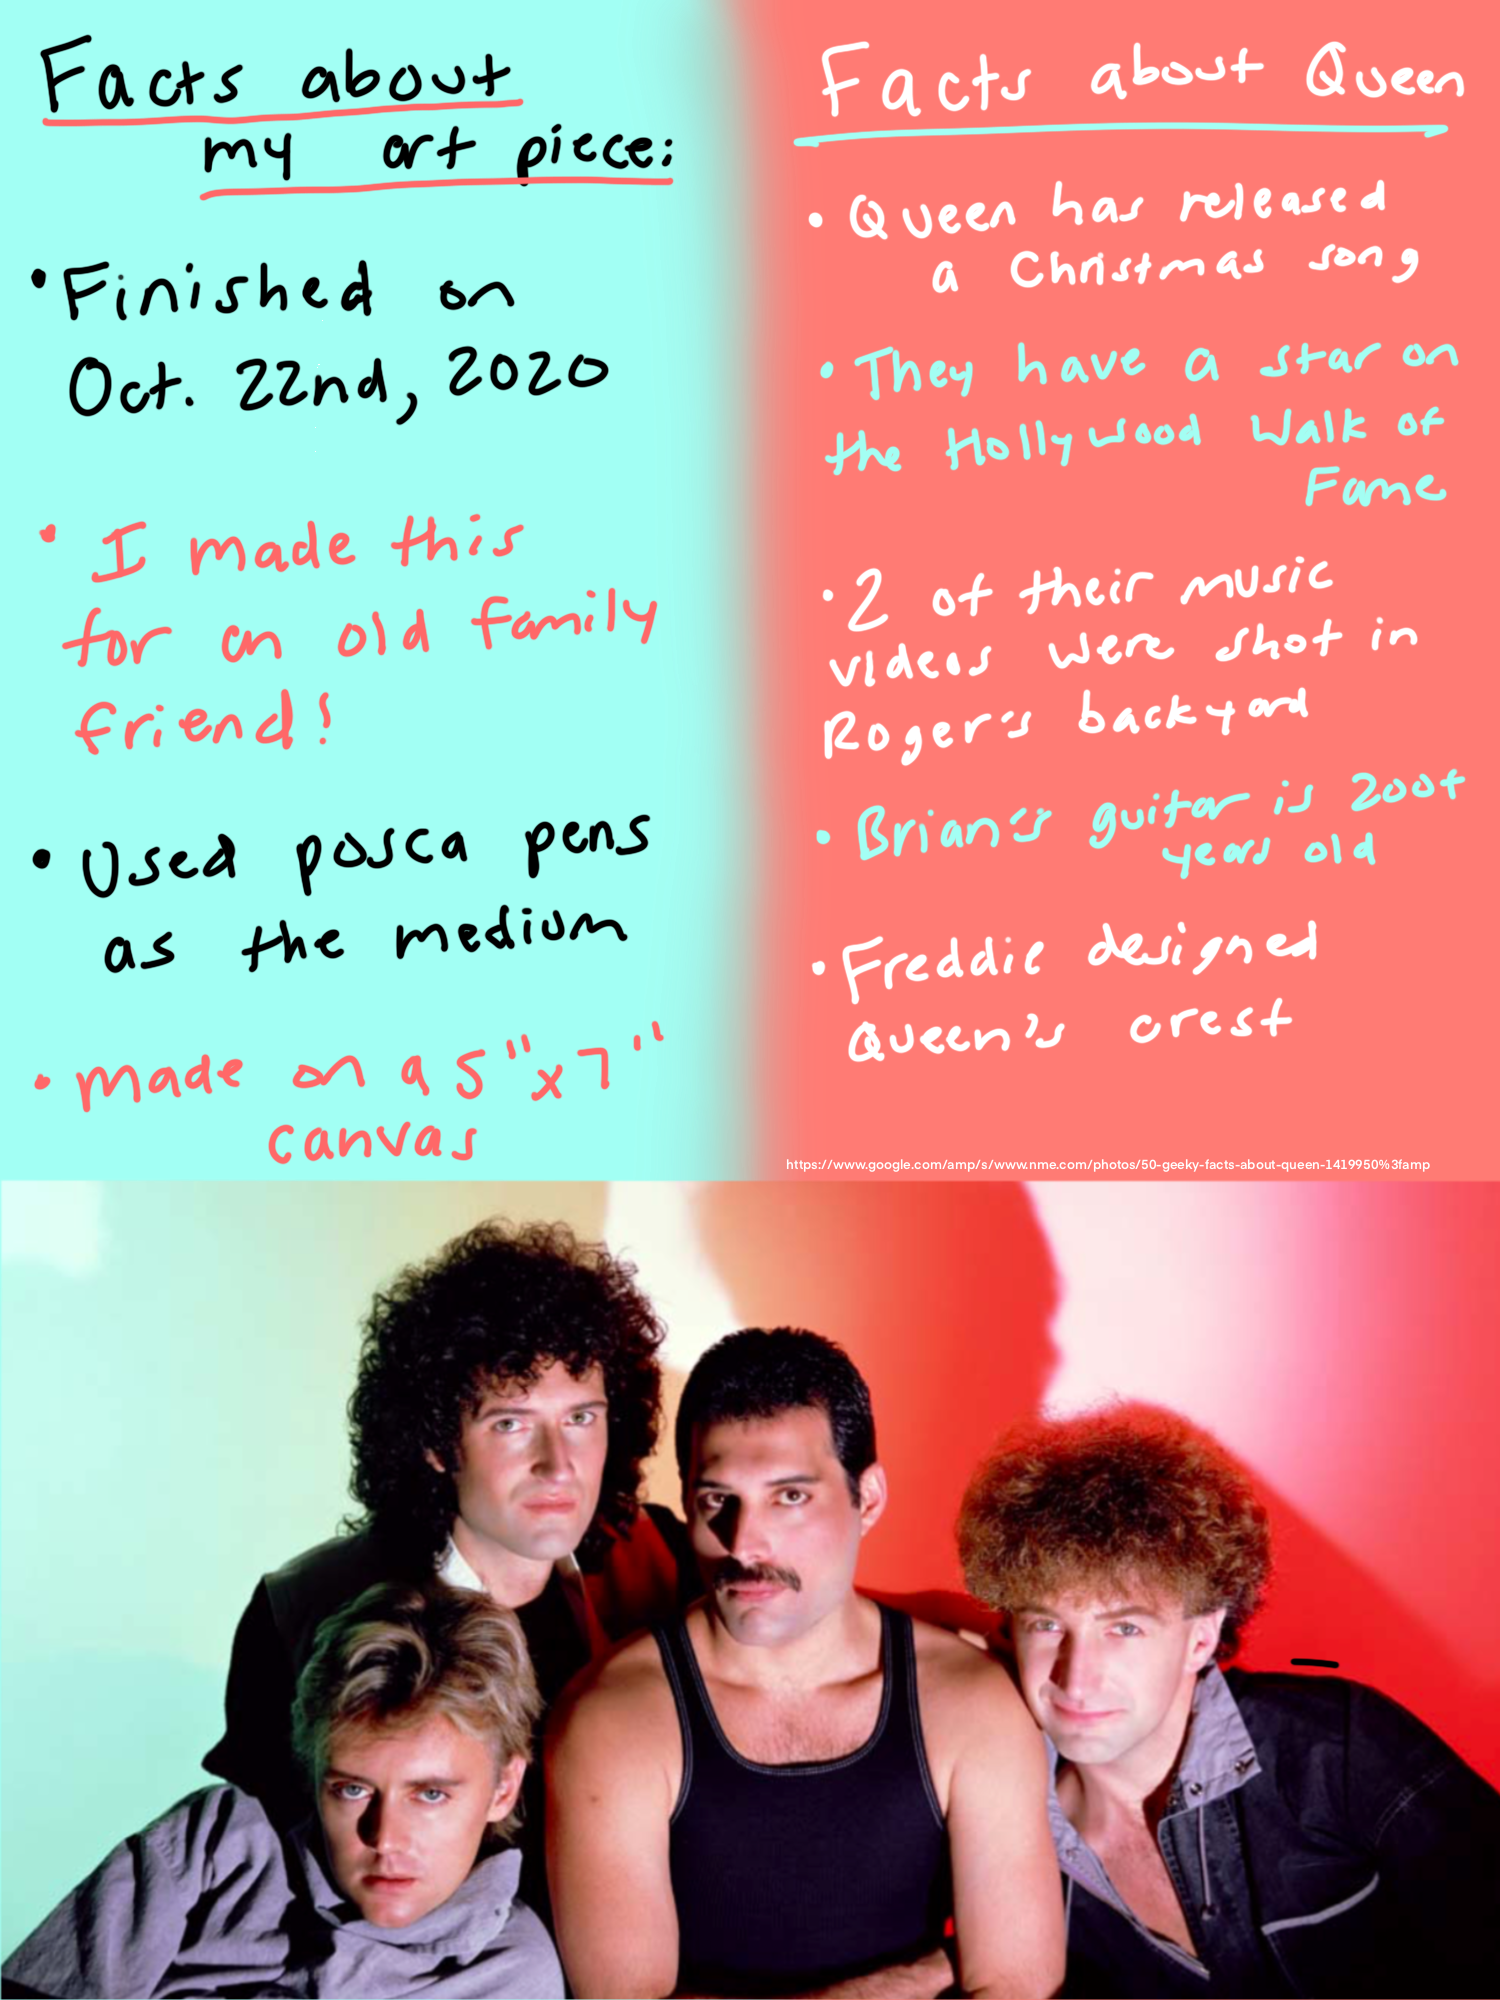 Facts about
my art piece:
• Finished on
Oct. 22nd, 2020
• I made this
for an old family
friend!
• Used posca pens
as the medium
• made on a 5"x7"
canvas
Facts about Queen
• Queen has released
a Christmas song
• They have a star on
the Hollywood Walk of
Fame
• 2 of their music
videos were shot in
Roger's backyard
• Brian's guitar is 200+
years old
• Freddie designed
Queen's crest
https://www.google.com/amp/s/www.nme.com/photos/50-geeky-facts-about-queen-1419950%3famp